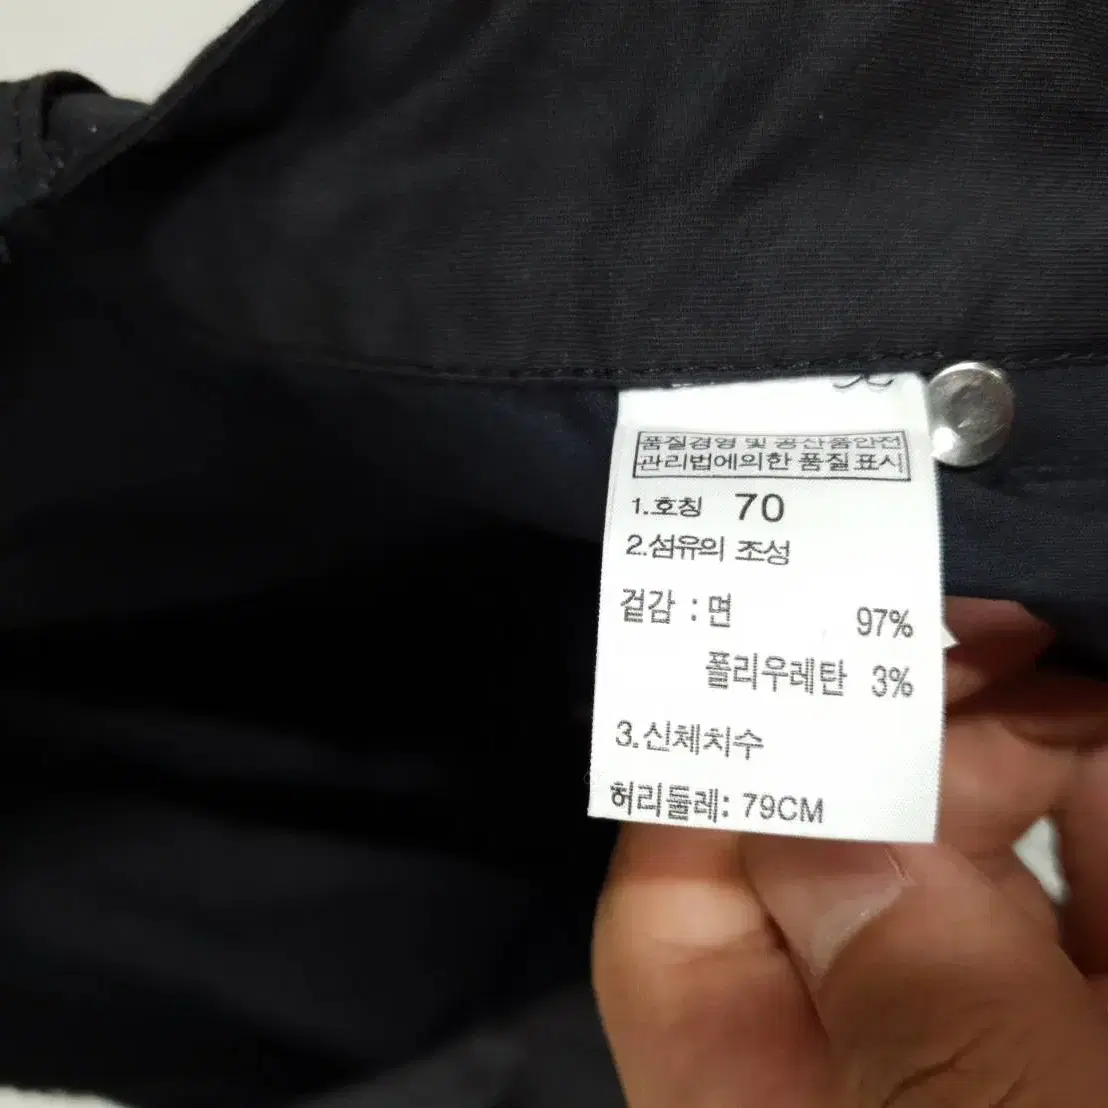 품질경영 및 공산품안전
관리법에의한 품질표시
1.호칭 70
2.섬유의 조성
겉감 : 면 97%
폴리우레탄 3%
3.신체치수
허리둘레: 79CM